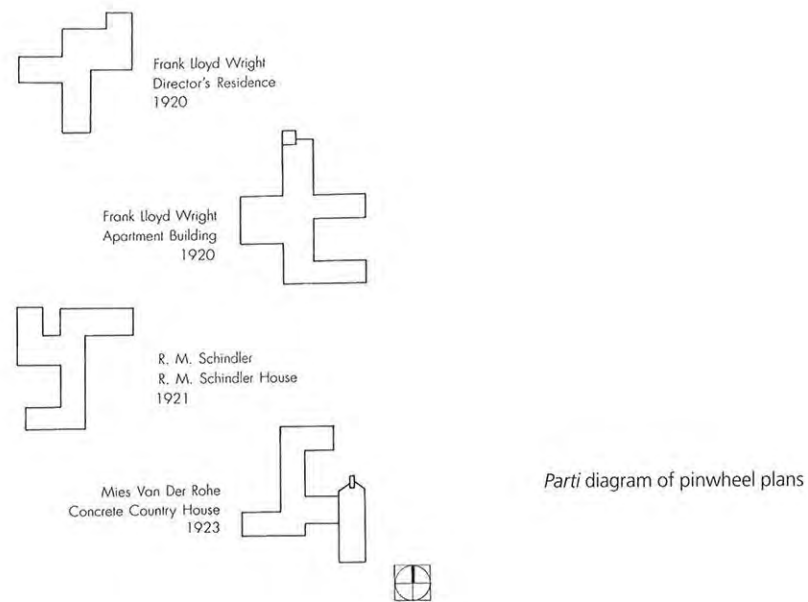 Frank Lloyd Wright
Director's Residence
1920
Frank Lloyd Wright
Apartment Building
1920
R. M. Schindler
R. M. Schindler House
1921
Mies Van Der Rohe
Concrete Country House
1923
Parti diagram of pinwheel plans